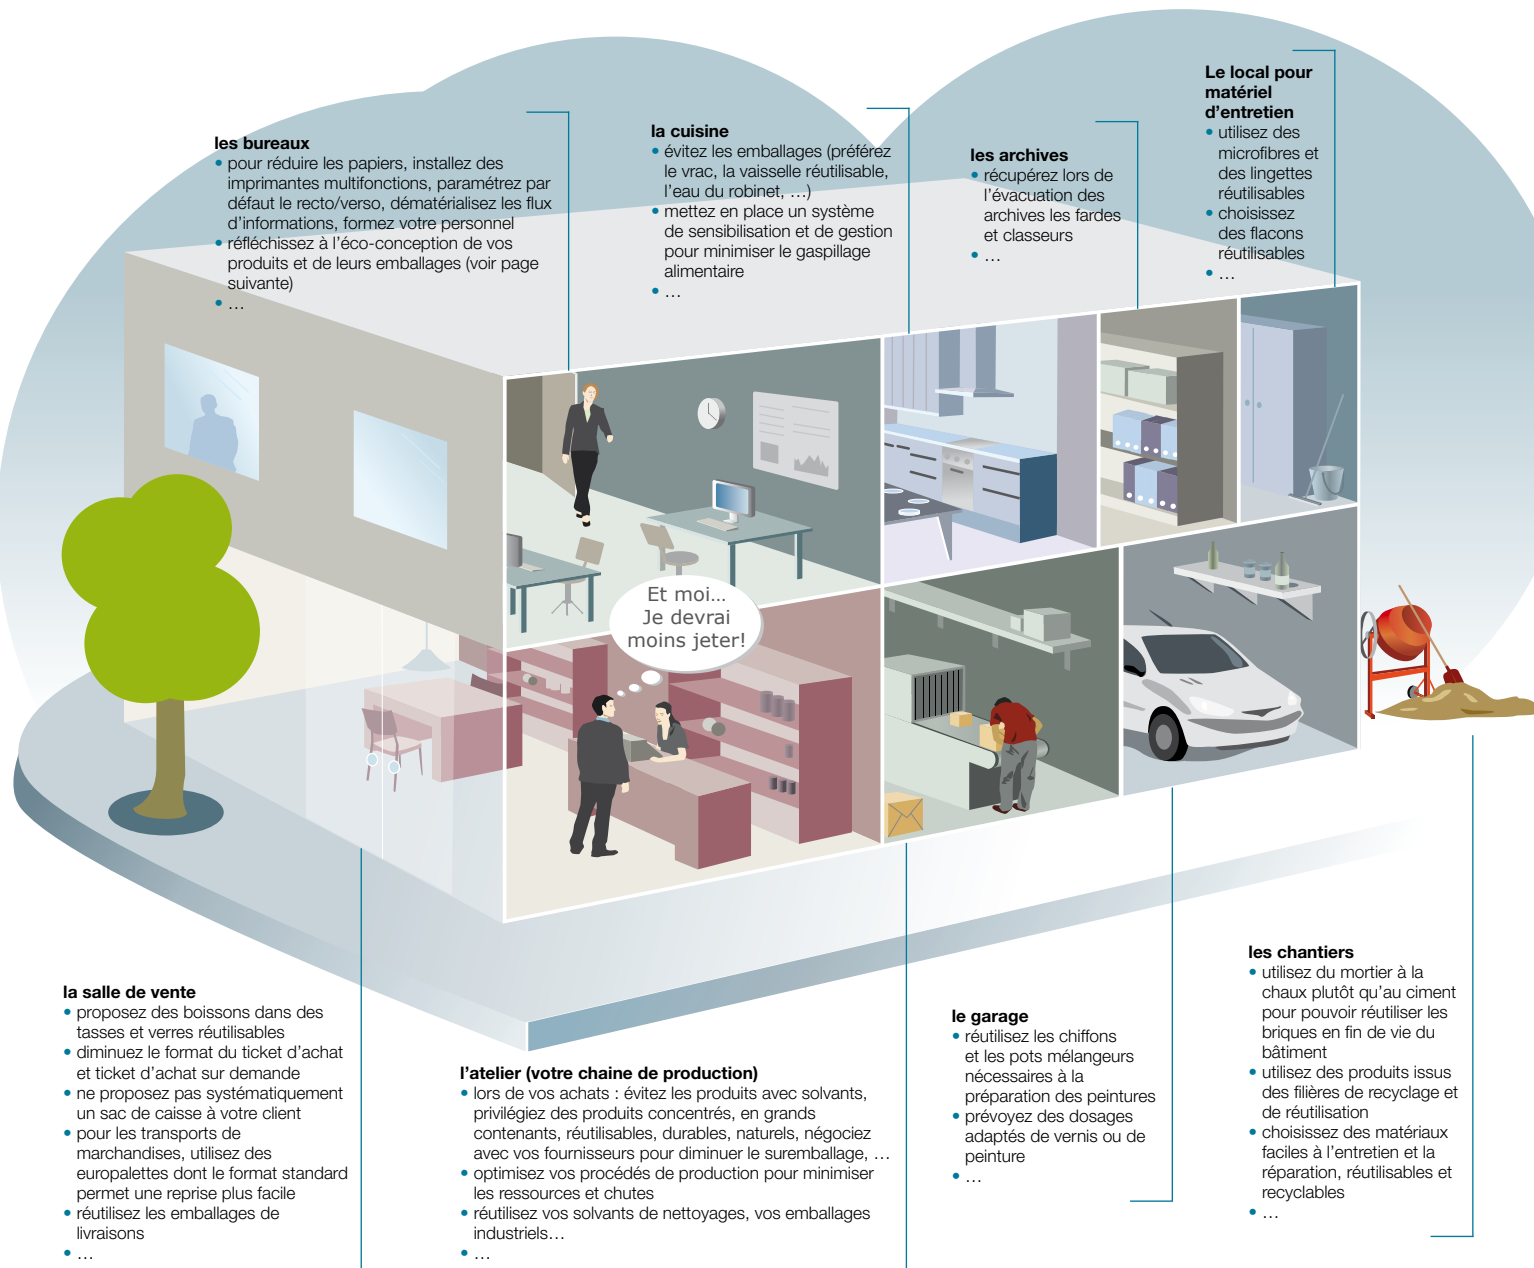 les bureaux
• pour réduire les papiers, installez des
imprimantes multifonctions, paramétrez par
défaut le recto/verso, dématérialisez les flux
d’informations, formez votre personnel
• réfléchissez à l’éco-conception de vos
produits et de leurs emballages (voir page
suivante)
• …
la cuisine
• évitez les emballages (préférez
le vrac, la vaisselle réutilisable,
l’eau du robinet, …)
• mettez en place un système
de sensibilisation et de gestion
pour minimiser le gaspillage
alimentaire
• …
les archives
• récupérez lors de
l’évacuation des
archives les fardes
et classeurs
• …
Le local pour
matériel
d’entretien
• utilisez des
microfibres et
des lingettes
réutilisables
• choisissez
des flacons
réutilisables
• …
Et moi...
Je devrai
moins jeter!
la salle de vente
• proposez des boissons dans des
tasses et verres réutilisables
• diminuez le format du ticket d’achat
et ticket d’achat sur demande
• ne proposez pas systématiquement
un sac de caisse à votre client
• pour les transports de
marchandises, utilisez des
europalettes dont le format standard
permet une reprise plus facile
• réutilisez les emballages de
livraisons
• …
l’atelier (votre chaine de production)
• lors de vos achats : évitez les produits avec solvants,
privilégiez des produits concentrés, en grands
contenants, réutilisables, durables, naturels, négociez
avec vos fournisseurs pour diminuer le suremballage, …
• optimisez vos procédés de production pour minimiser
les ressources et chutes
• réutilisez vos solvants de nettoyages, vos emballages
industriels…
• …
le garage
• réutilisez les chiffons
et les pots mélangeurs
nécessaires à la
préparation des peintures
• prévoyez des dosages
adaptés de vernis ou de
peinture
• …
les chantiers
• utilisez du mortier à la
chaux plutôt qu’au ciment
pour pouvoir réutiliser les
briques en fin de vie du
bâtiment
• utilisez des produits issus
des filières de recyclage et
de réutilisation
• choisissez des matériaux
faciles à l’entretien et la
réparation, réutilisables et
recyclables
• …